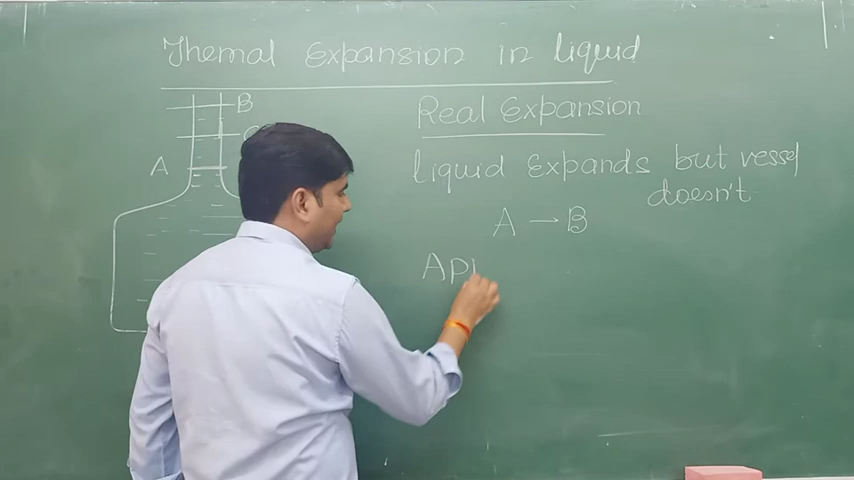 Themal Expansion in liquid
B
Real Expansion
A
liquid Expands but vessel
doesn't
A → B
AP